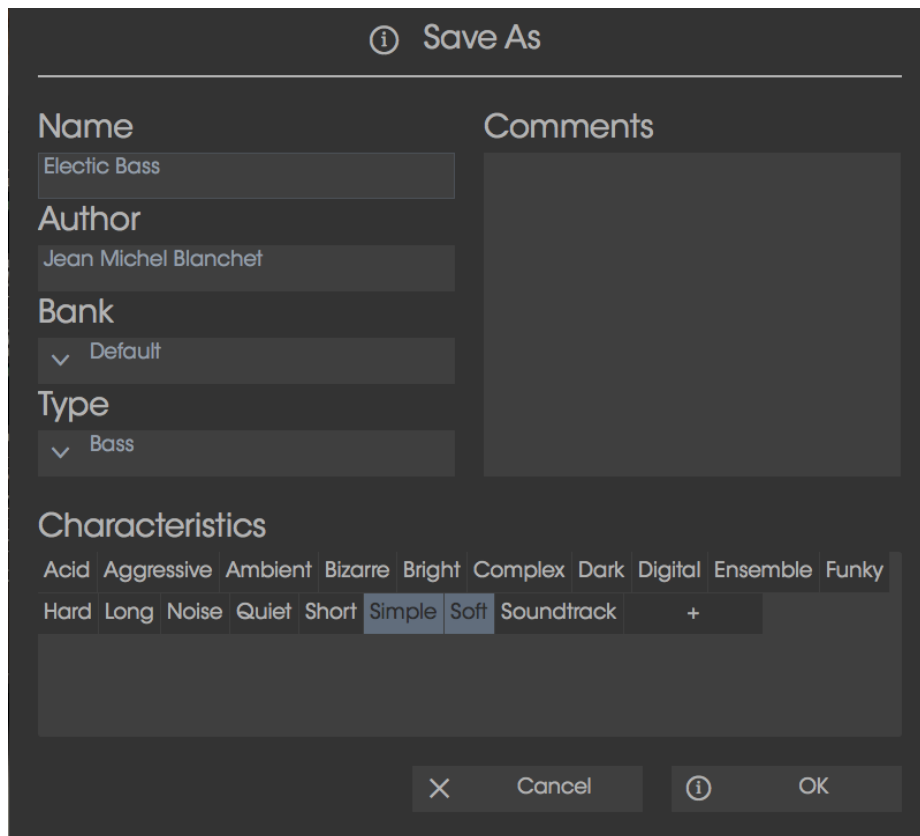 Save As
Name
Electic Bass
Author
Jean Michel Blanchet
Bank
Default
Type
Bass
Comments
Characteristics
Acid Aggressive Ambient Bizarre Bright Complex Dark Digital Ensemble Funky
Hard Long Noise Quiet Short Simple Soft Soundtrack +
Cancel OK